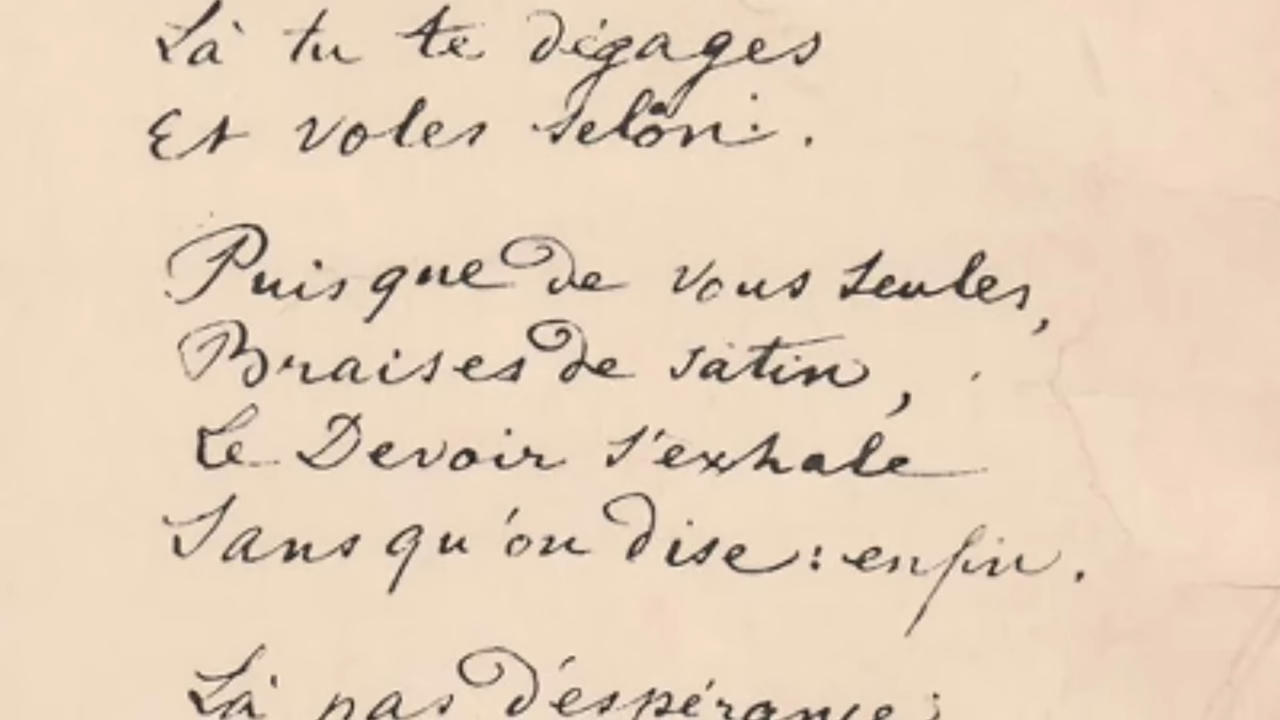 Là tu te dégages
Et voles selon.
Puisque de vous seules,
Braises de satin,
Le Devoir s'exhale
Sans qu'on dise : enfin.
Là pas d'espérance,